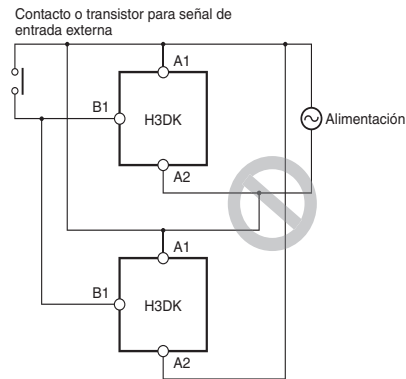 Contacto o transistor para señal de
entrada externa
A1
B1
H3DK
Alimentación
A2
A1
B1
H3DK
A2